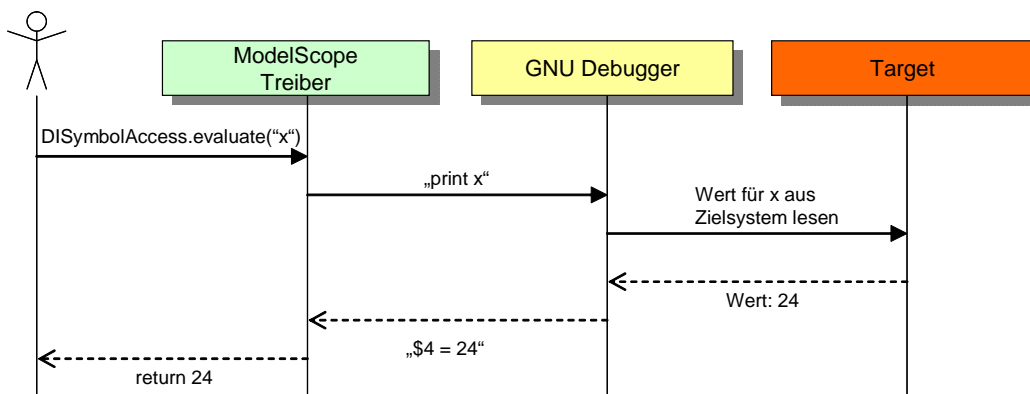 ModelScope
Treiber
GNU Debugger
Target
DISymbolAccess.evaluate(“x“)
„print x“
Wert für x aus
Zielsystem lesen
Wert: 24
„$4 = 24“
return 24